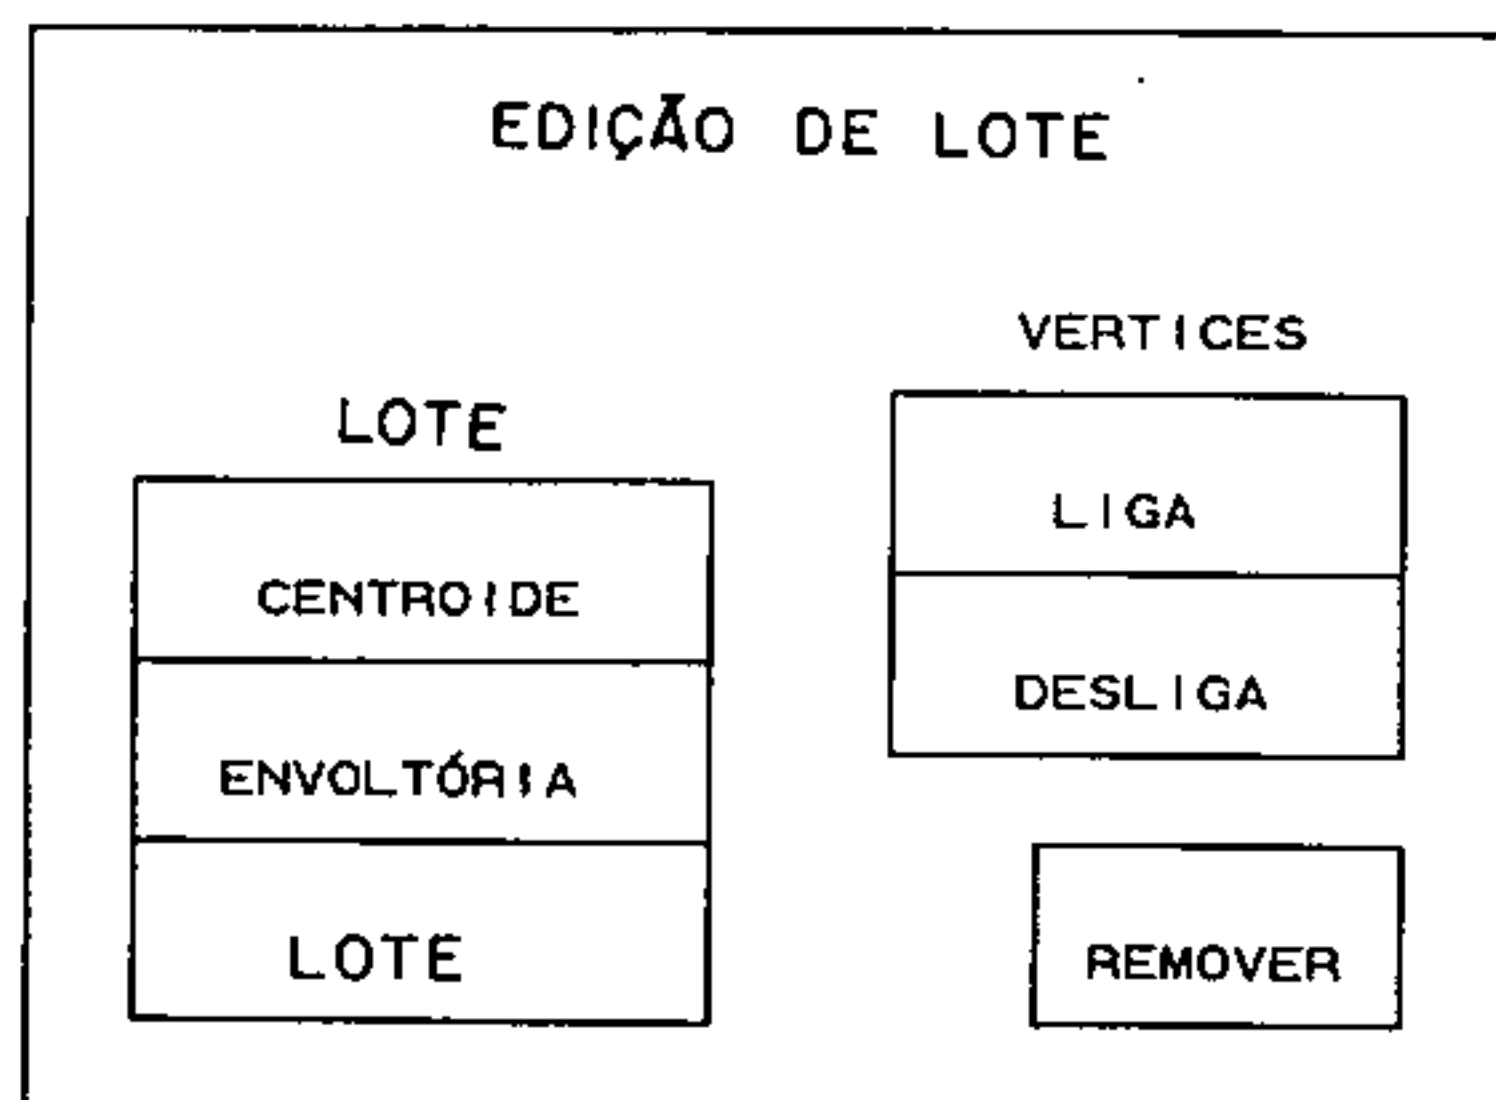 EDIÇÃO DE LOTE
LOTE
CENTROIDE
ENVOLTÓRIA
LOTE
VERTICES
LIGA
DESLIGA
REMOVER